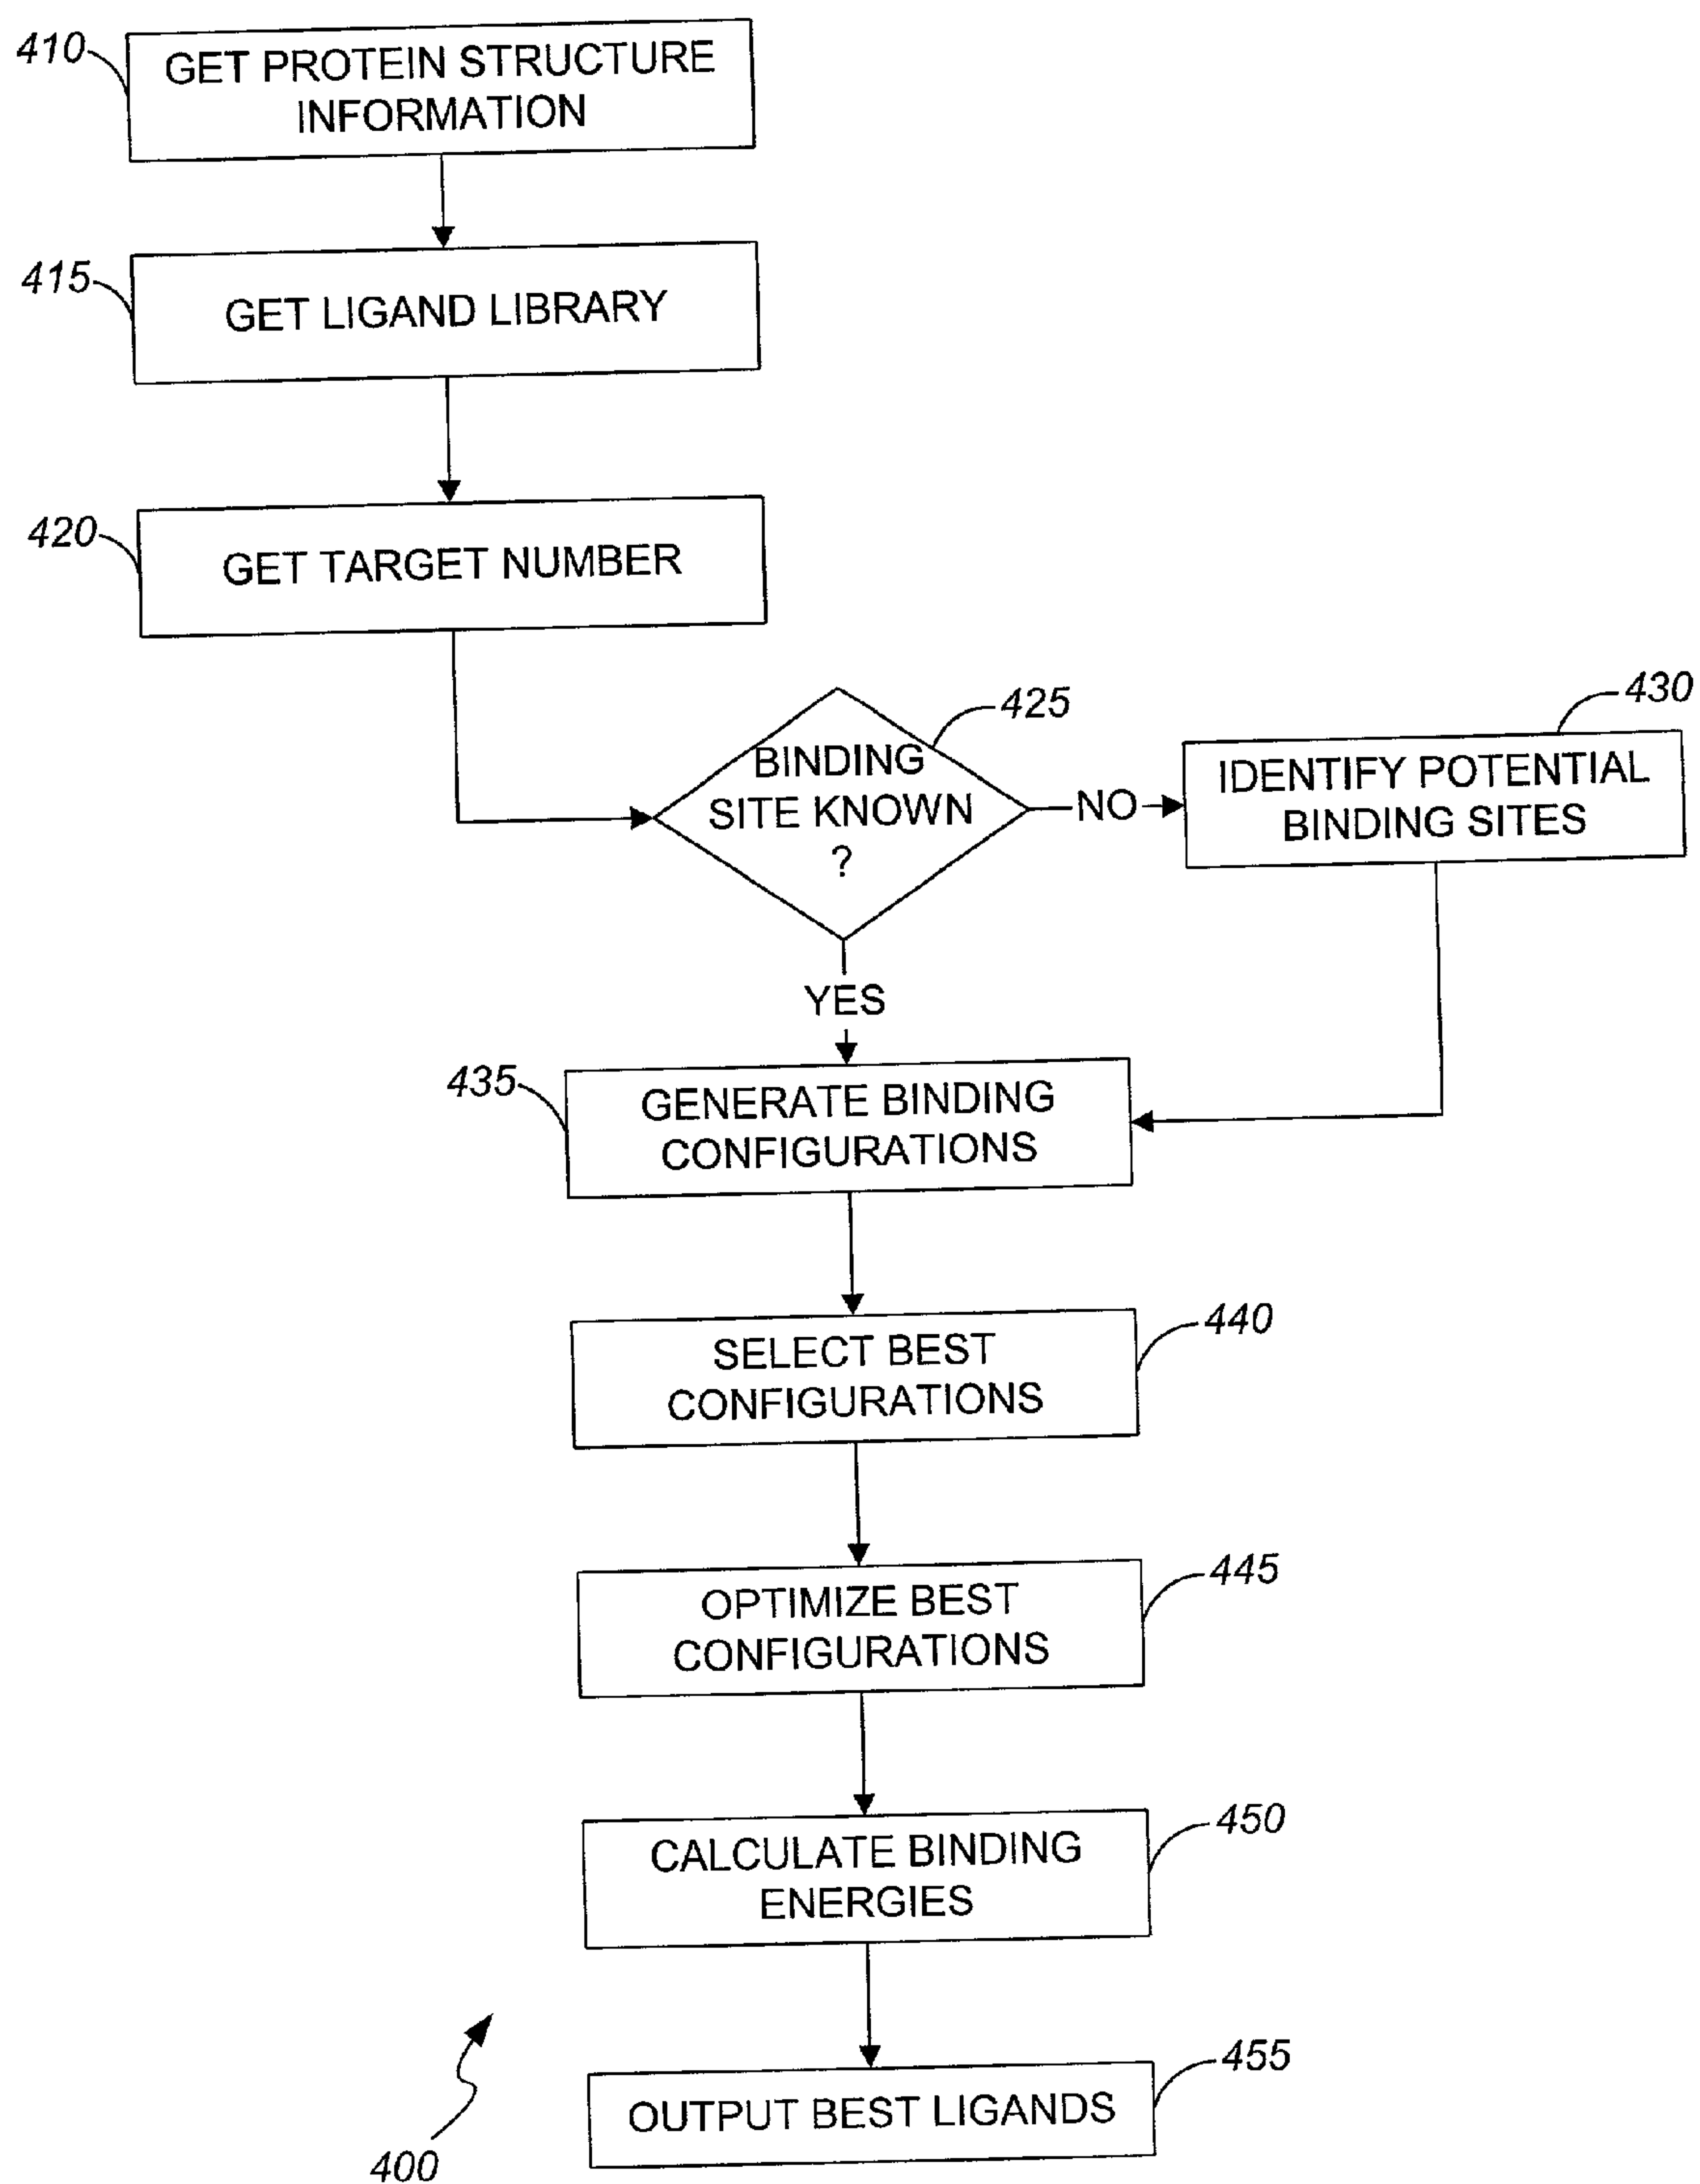 410
GET PROTEIN STRUCTURE
INFORMATION
415
GET LIGAND LIBRARY
420
GET TARGET NUMBER
425
BINDING
SITE KNOWN
?
NO
430
IDENTIFY POTENTIAL
BINDING SITES
YES
435
GENERATE BINDING
CONFIGURATIONS
440
SELECT BEST
CONFIGURATIONS
445
OPTIMIZE BEST
CONFIGURATIONS
450
CALCULATE BINDING
ENERGIES
455
OUTPUT BEST LIGANDS
400